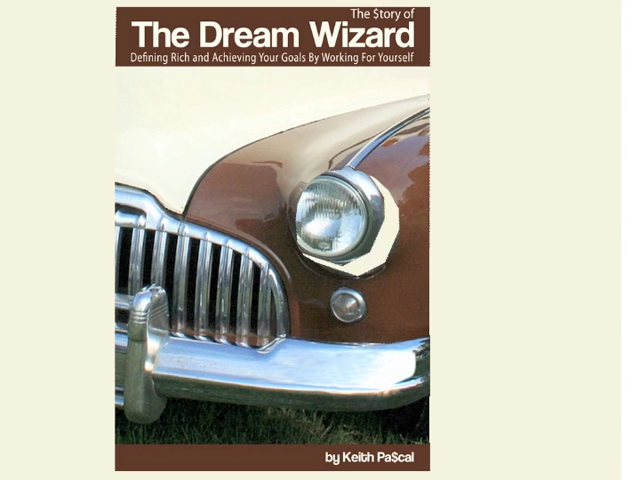 The $tory of
The Dream Wizard
Defining Rich and Achieving Your Goals By Working For Yourself
by Keith Pa$cal